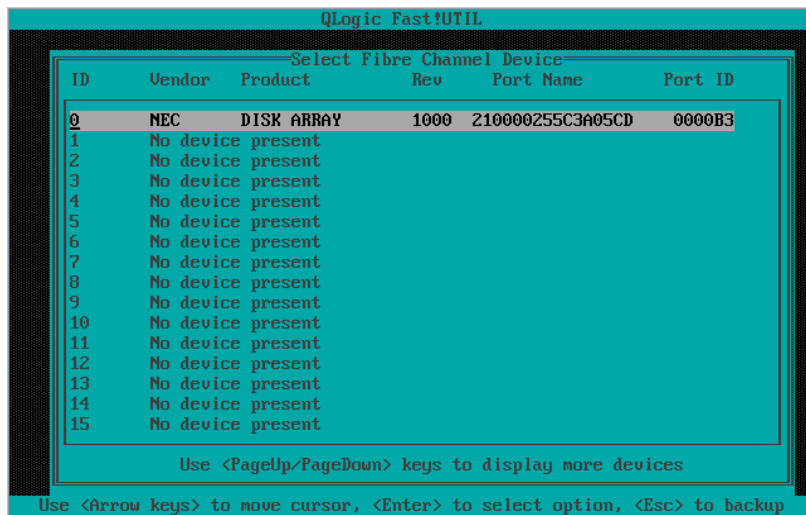 QLogic Fast!UTIL
Select Fibre Channel Device
ID Vendor Product Rev Port Name Port ID
0 NEC DISK ARRAY 1000 210000255C3A05CD 0000B3
1 No device present
2 No device present
3 No device present
4 No device present
5 No device present
6 No device present
7 No device present
8 No device present
9 No device present
10 No device present
11 No device present
12 No device present
13 No device present
14 No device present
15 No device present
Use <PageUp/PageDown> keys to display more devices
Use <Arrow keys> to move cursor, <Enter> to select option, <Esc> to backup